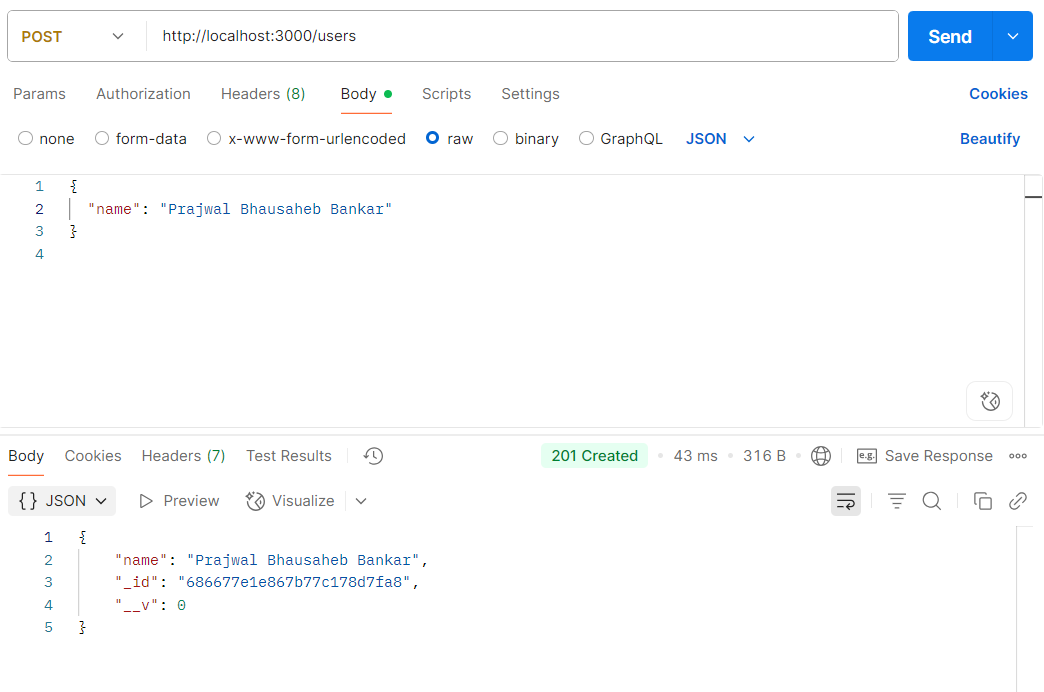 POST http://localhost:3000/users Send
Params Authorization Headers (8) Body Scripts Settings Cookies
none form-data x-www-form-urlencoded raw binary GraphQL JSON Beautify
1 {
2 "name": "Prajwal Bhausaheb Bankar"
3 }
4
Body Cookies Headers (7) Test Results 201 Created • 43 ms • 316 B • e.g. Save Response
{} JSON Preview Visualize
1 {
2 "name": "Prajwal Bhausaheb Bankar",
3 "_id": "686677e1e867b77c178d7fa8",
4 "__v": 0
5 }